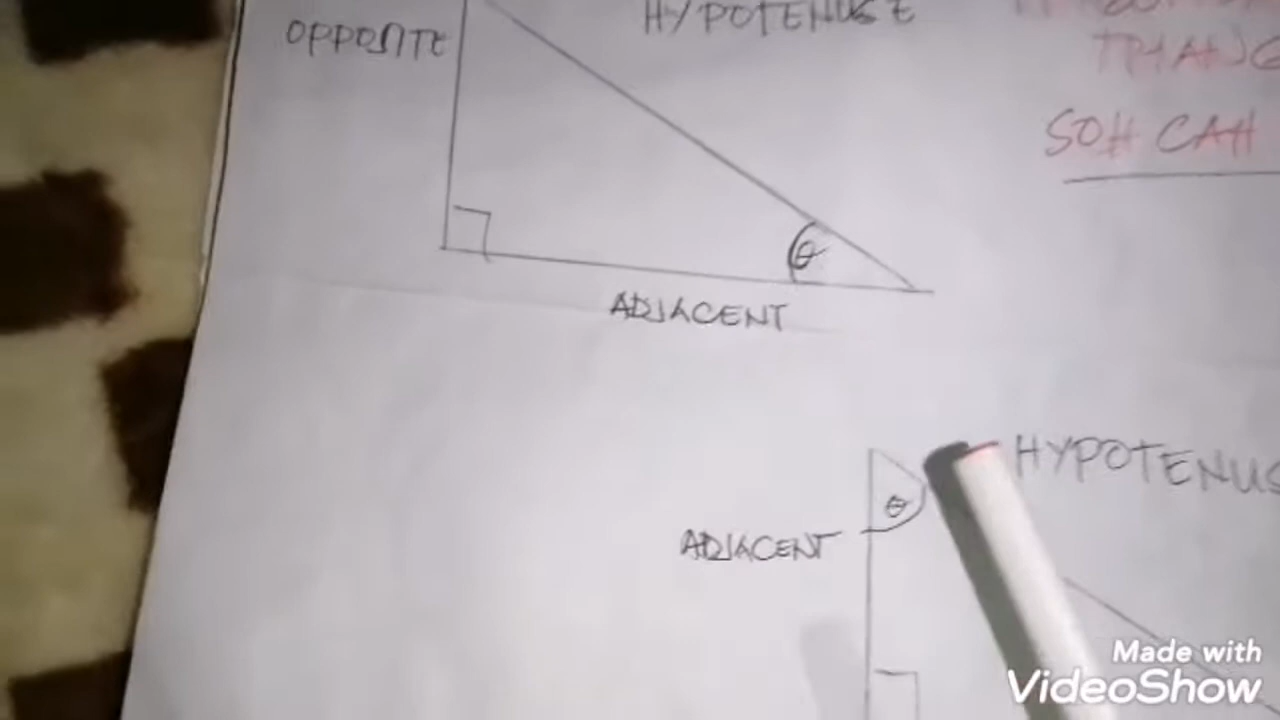 OPPOSITE
HYPOTENUSE
SOH CAH
θ
ADJACENT
HYPOTENUS
θ
ADJACENT
Made with
VideoShow